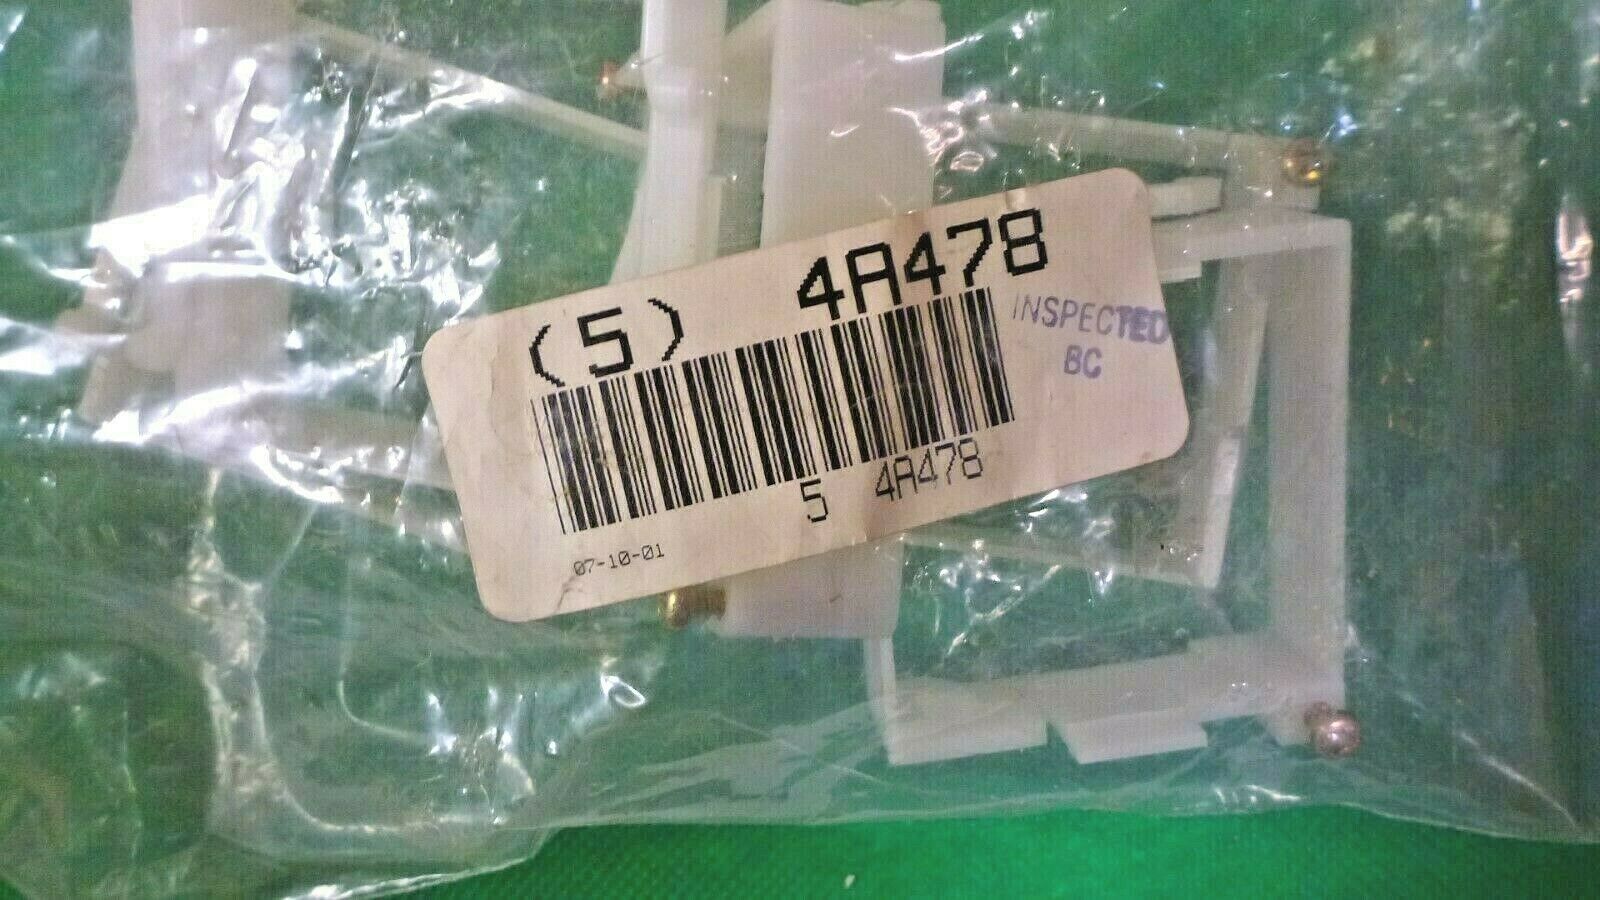 (5) 4A478
INSPECTED
BC
5 4A478
07-10-01